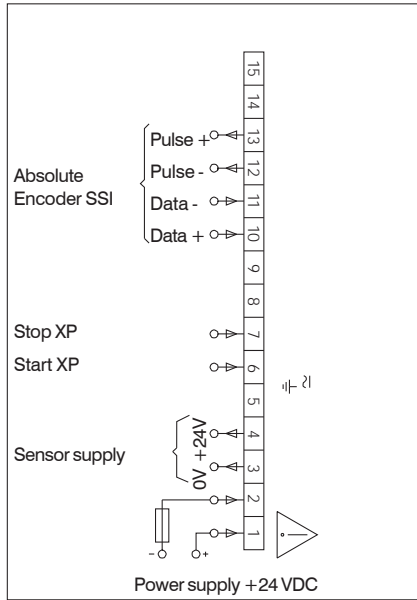 15
14
Pulse + 13
Pulse - 12
Absolute
Encoder SSI
Data - 11
Data + 10
9
8
Stop XP 7
Start XP 6
5
Sensor supply
+24V 4
0V 3
2
1
- +
Power supply +24 VDC